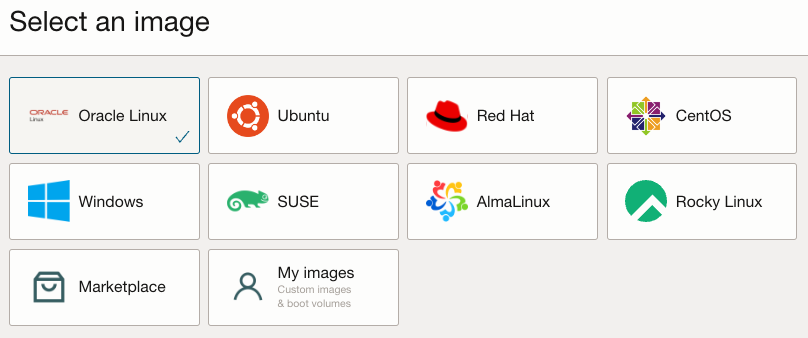 Select an image
ORACLE
Linux
Oracle Linux
Ubuntu
Red Hat
CentOS
Windows
SUSE
AlmaLinux
Rocky Linux
Marketplace
My images
Custom images
& boot volumes